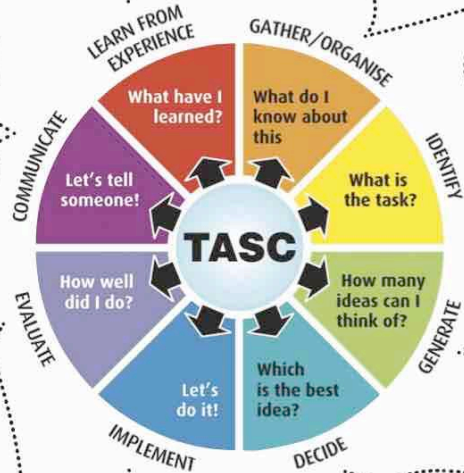 GATHER/ORGANISE
What do I
know about
this
IDENTIFY
What is
the task?
GENERATE
How many
ideas can I
think of?
DECIDE
Which
is the best
idea?
IMPLEMENT
Let's
do it!
EVALUATE
How well
did I do?
COMMUNICATE
Let's tell
someone!
LEARN FROM
EXPERIENCE
What have I
learned?
TASC